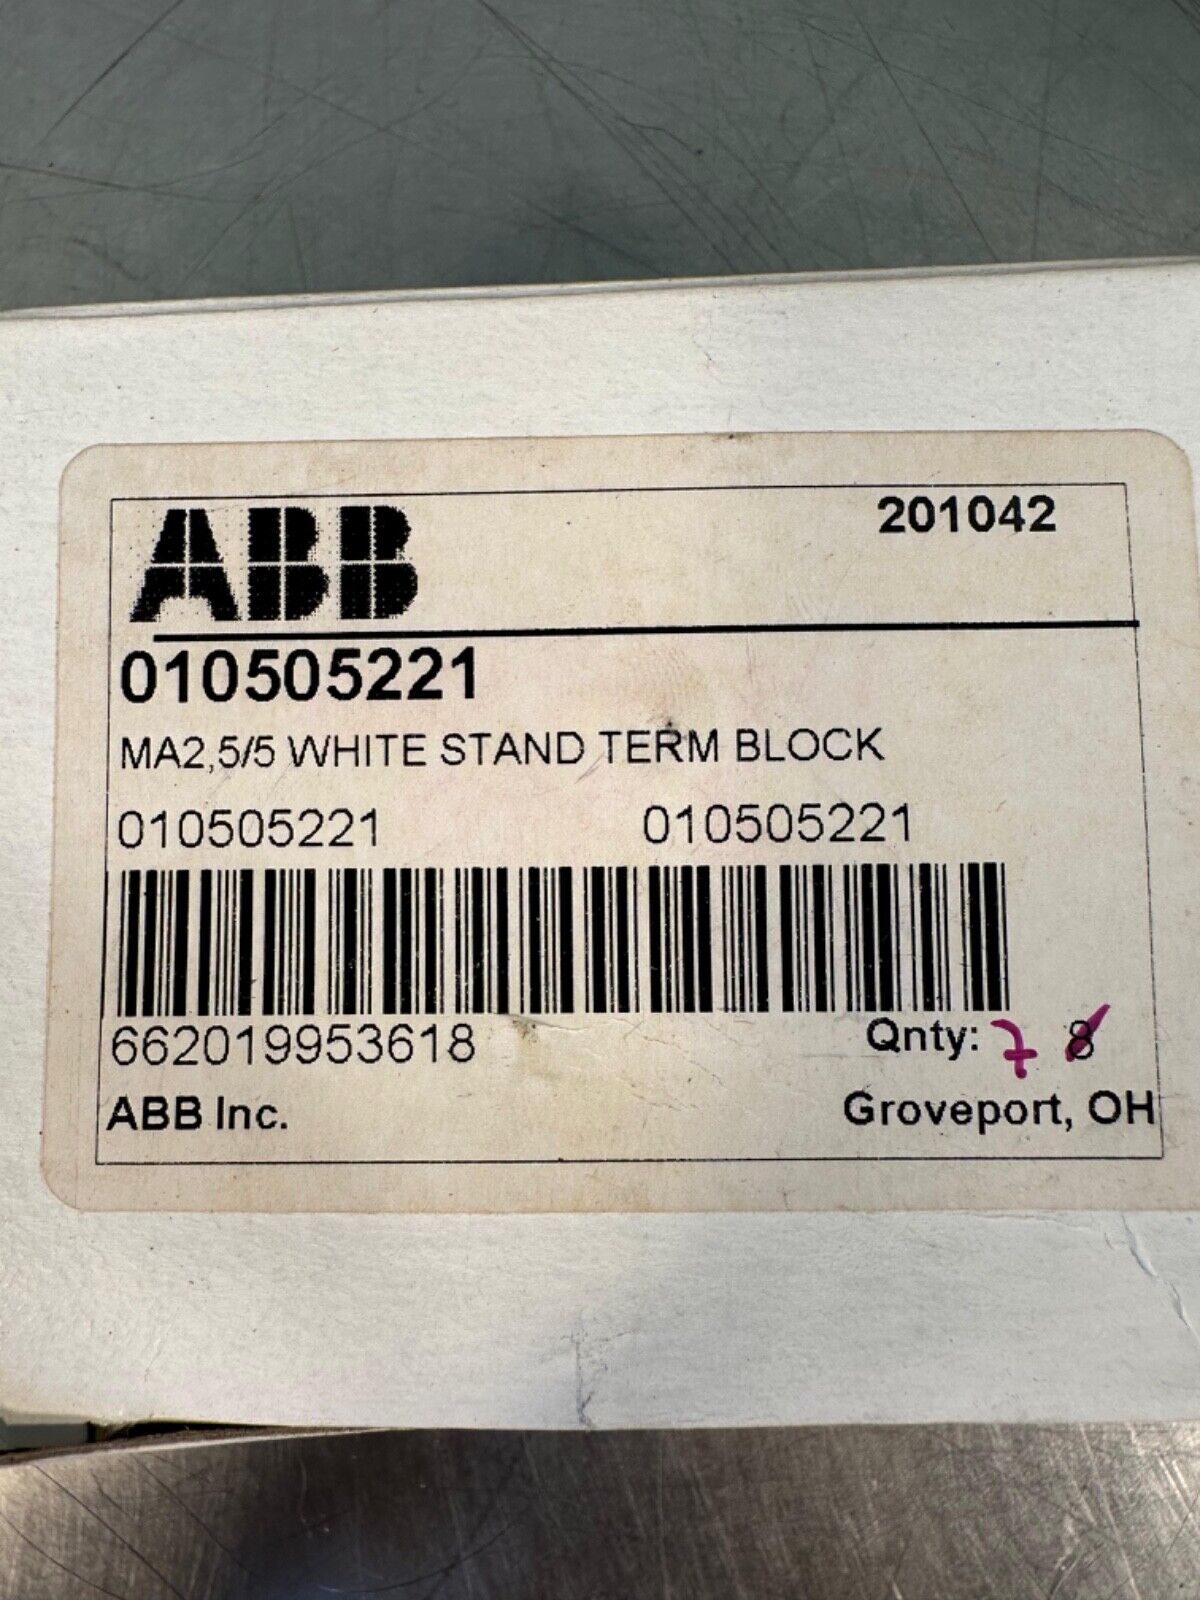 ABB 201042
010505221
MA2,5/5 WHITE STAND TERM BLOCK
010505221 010505221
662019953618 Qnty: 7 8
ABB Inc. Groveport, OH